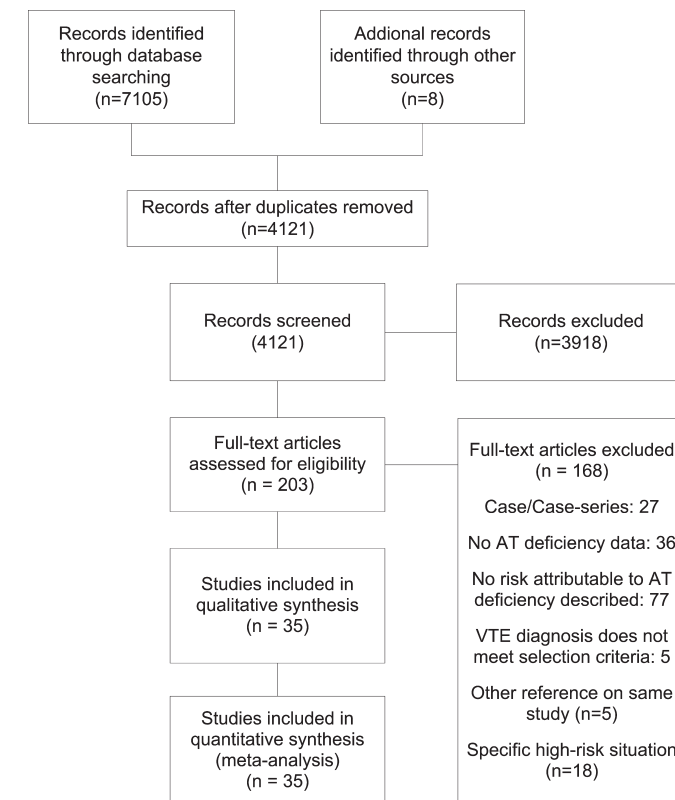 Records identified
through database
searching
(n=7105)
Addional records
identified through other
sources
(n=8)
Records after duplicates removed
(n=4121)
Records screened
(4121)
Records excluded
(n=3918)
Full-text articles
assessed for eligibility
(n = 203)
Full-text articles excluded
(n = 168)
Case/Case-series: 27
No AT deficiency data: 36
No risk attributable to AT
deficiency described: 77
VTE diagnosis does not
meet selection criteria: 5
Other reference on same
study (n=5)
Specific high-risk situation
(n=18)
Studies included in
qualitative synthesis
(n = 35)
Studies included in
quantitative synthesis
(meta-analysis)
(n = 35)